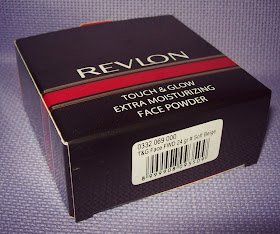 REVLON
TOUCH & GLOW
EXTRA MOISTURIZING
FACE POWDER
0332 069 000
T&G Face PWD 24 gr # Soft Beige